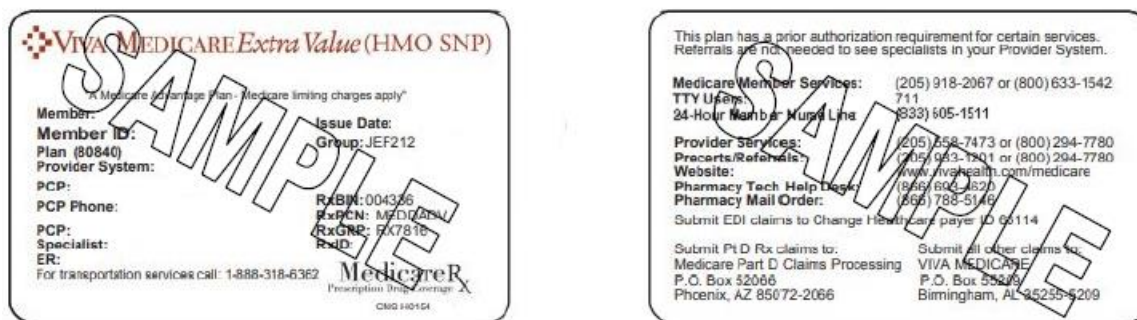 VIVA MEDICARE Extra Value (HMO SNP)
"A Medicare Advantage Plan - Medicare limiting charges apply"
Member:
Member ID:
Plan (80840)
Provider System:
PCP:
PCP Phone:
PCP:
Specialist:
ER:
For transportation services call: 1-888-318-6362
Issue Date:
Group: JEF212
RxBIN: 004336
RxPCN: MEDDADV
RxGRP: RX7816
RxID:
MedicareRx
Prescription Drug Coverage
CMS H0154
SAMPLE
This plan has a prior authorization requirement for certain services.
Referrals are not needed to see specialists in your Provider System.
Medicare Member Services: (205) 918-2067 or (800) 633-1542
TTY Users: 711
24-Hour Member Nurse Line: (833) 605-1511
Provider Services: (205) 558-7473 or (800) 294-7780
Precerts/Referrals: (205) 933-1201 or (800) 294-7780
Website: www.vivahealth.com/medicare
Pharmacy Tech Help Desk: (866) 693-4620
Pharmacy Mail Order: (866) 788-5146
Submit EDI claims to Change Healthcare payer ID 63114
Submit Pt D Rx claims to:
Medicare Part D Claims Processing
P.O. Box 52066
Phoenix, AZ 85072-2066
Submit all other claims to:
VIVA MEDICARE
P.O. Box 55209
Birmingham, AL 35255-5209
SAMPLE